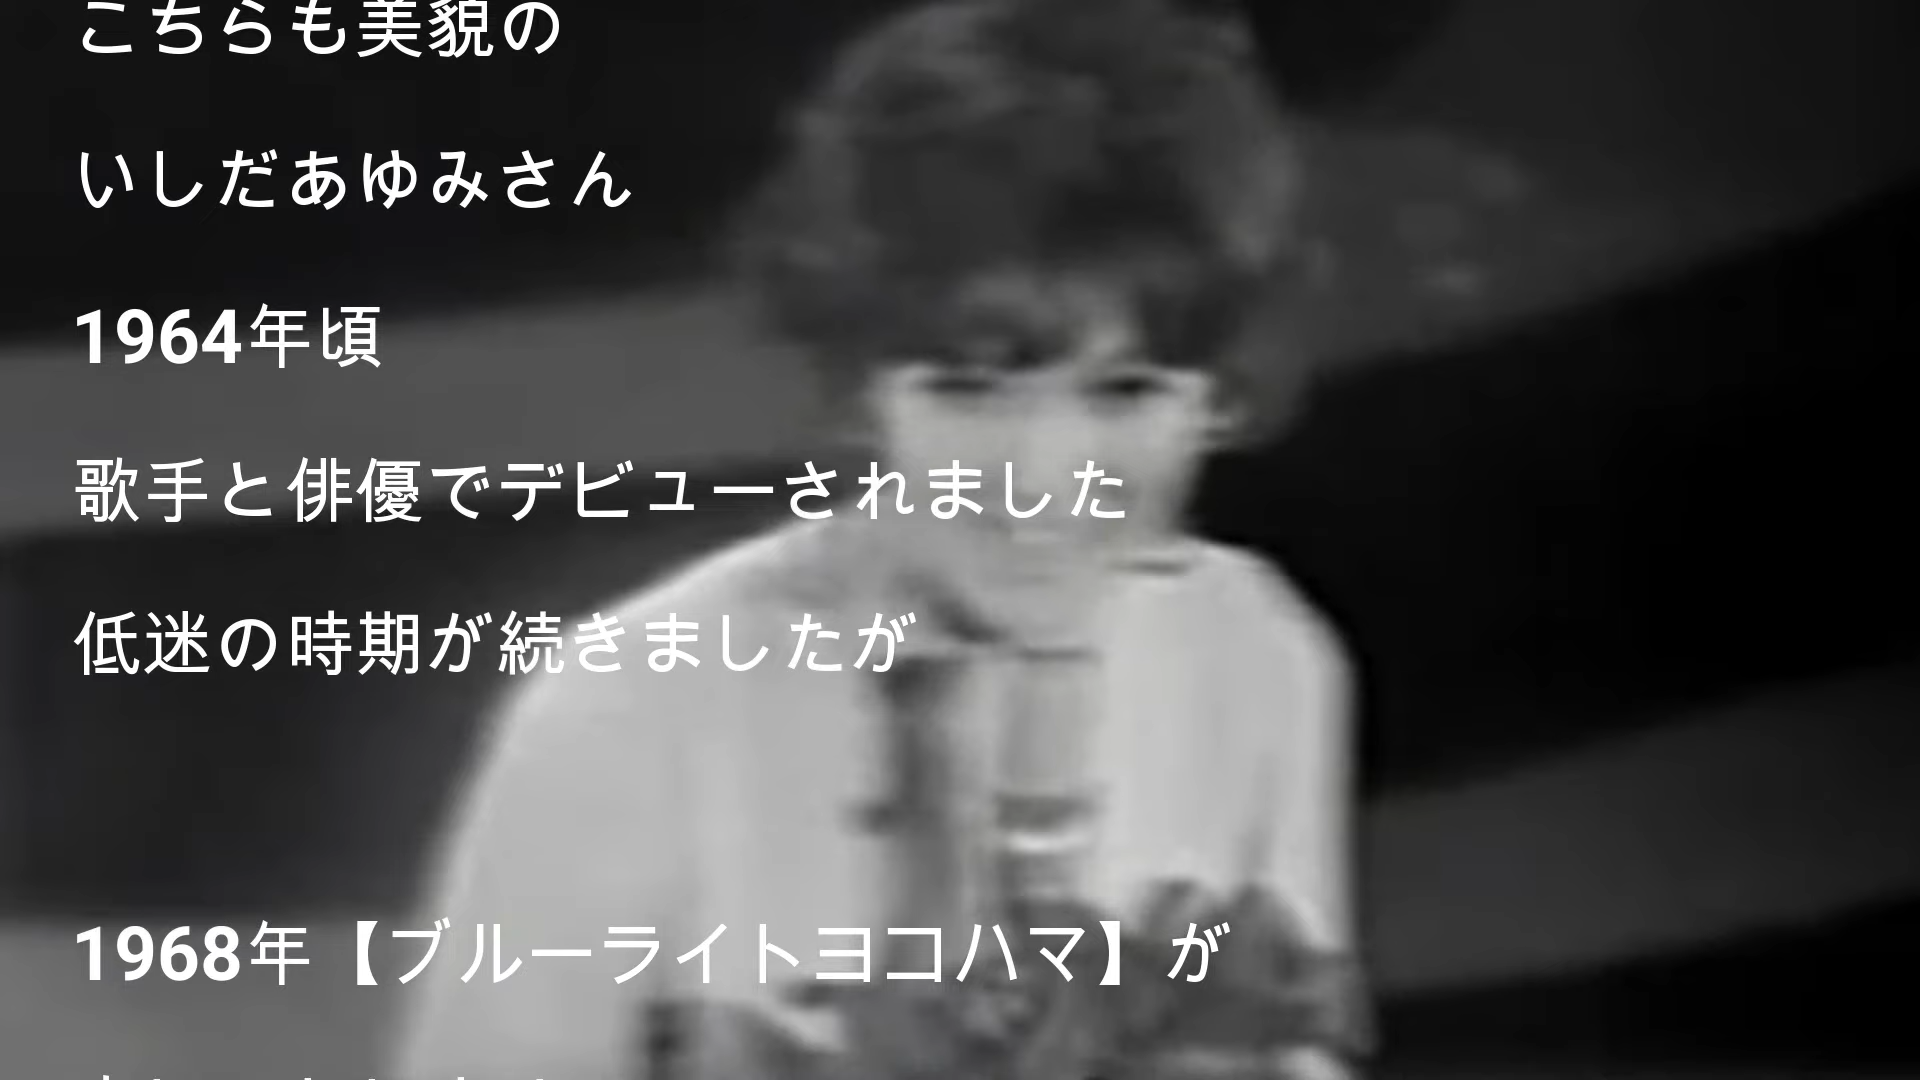 こちらも美貌の
いしだあゆみさん
1964年頃
歌手と俳優でデビューされました
低迷の時期が続きましたが
1968年【ブルーライトヨコハマ】が